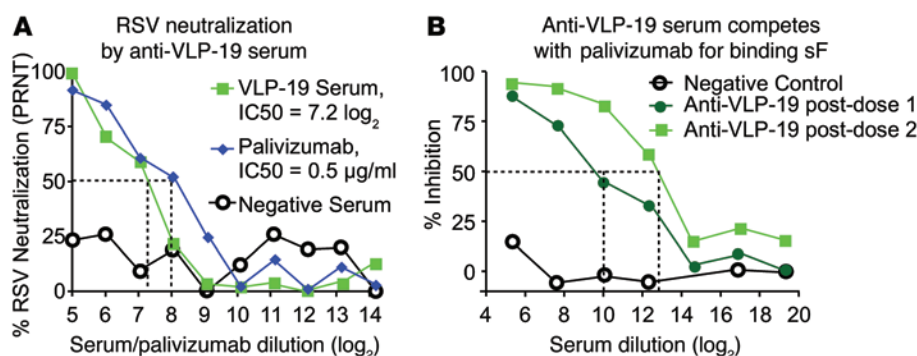 A
RSV neutralization
by anti-VLP-19 serum
% RSV Neutralization (PRNT)
100
75
50
25
0
VLP-19 Serum,
IC50 = 7.2 log₂
Palivizumab,
IC50 = 0.5 µg/ml
Negative Serum
5 6 7 8 9 10 11 12 13 14
Serum/palivizumab dilution (log₂)
B
Anti-VLP-19 serum competes
with palivizumab for binding sF
% Inhibition
100
75
50
25
0
Negative Control
Anti-VLP-19 post-dose 1
Anti-VLP-19 post-dose 2
4 6 8 10 12 14 16 18 20
Serum dilution (log₂)